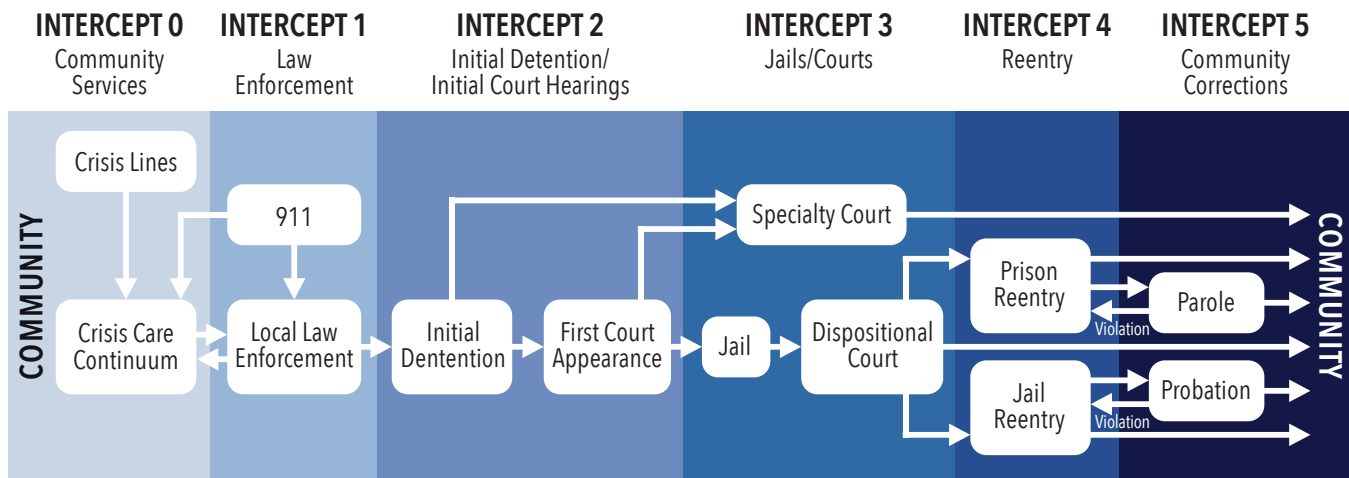 INTERCEPT 0
Community
Services
INTERCEPT 1
Law
Enforcement
INTERCEPT 2
Initial Detention/
Initial Court Hearings
INTERCEPT 3
Jails/Courts
INTERCEPT 4
Reentry
INTERCEPT 5
Community
Corrections
COMMUNITY
Crisis Lines
911
Specialty Court
Crisis Care
Continuum
Local Law
Enforcement
Initial
Dentention
First Court
Appearance
Jail
Dispositional
Court
Prison
Reentry
Parole
Violation
Jail
Reentry
Probation
Violation
COMMUNITY